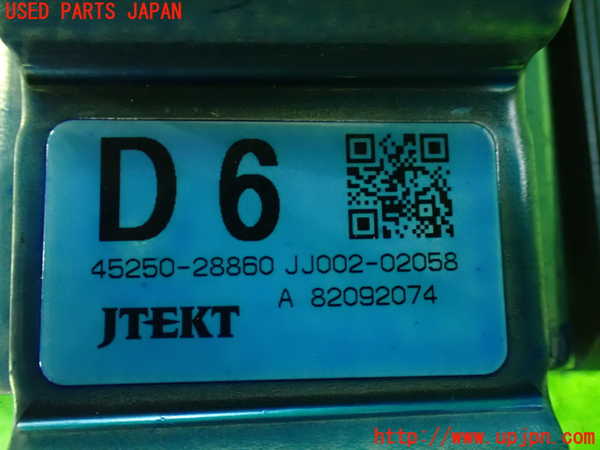 USED PARTS JAPAN
D 6
45250-28860 JJ002-02058
A 82092074
JTEKT
http://www.upjpn.com/